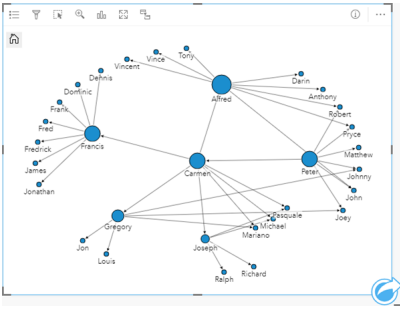 Tony
Vince
Vincent
Dennis
Darin
Alfred
Dominic
Anthony
Frank
Robert
Fred
Pryce
Francis
Fredrick
Matthew
James
Carmen
Peter
Johnny
Jonathan
John
Pasquale
Joey
Gregory
Michael
Mariano
Jon
Joseph
Louis
Ralph
Richard